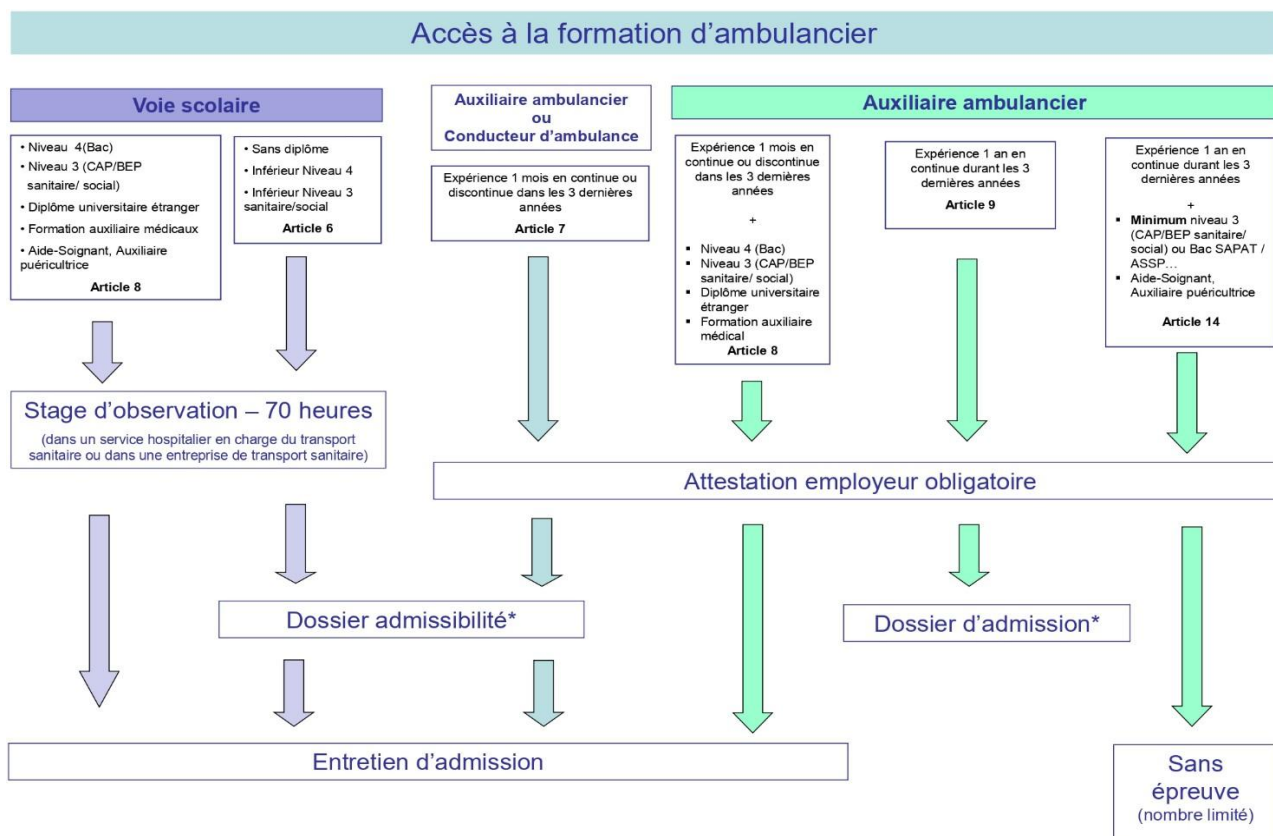 Accès à la formation d'ambulancier
Voie scolaire
• Niveau 4(Bac)
• Niveau 3 (CAP/BEP
sanitaire/ social)
• Diplôme universitaire étranger
• Formation auxiliaire médicaux
• Aide-Soignant, Auxiliaire
puéricultrice
Article 8
• Sans diplôme
• Inférieur Niveau 4
• Inférieur Niveau 3
sanitaire/social
Article 6
Auxiliaire ambulancier
ou
Conducteur d'ambulance
Expérience 1 mois en continue ou
discontinue dans les 3 dernières
années
Article 7
Auxiliaire ambulancier
Expérience 1 mois en
continue ou discontinue
dans les 3 dernières
années
+
▪ Niveau 4 (Bac)
▪ Niveau 3 (CAP/BEP
sanitaire/ social)
▪ Diplôme universitaire
étranger
▪ Formation auxiliaire
médical
Article 8
Expérience 1 an en
continue durant les 3
dernières années
Article 9
Expérience 1 an en
continue durant les 3
dernières années
+
▪ Minimum niveau 3
(CAP/BEP sanitaire/
social) ou Bac SAPAT /
ASSP…
▪ Aide-Soignant,
Auxiliaire puéricultrice
Article 14
Stage d'observation – 70 heures
(dans un service hospitalier en charge du transport
sanitaire ou dans une entreprise de transport sanitaire)
Attestation employeur obligatoire
Dossier admissibilité*
Dossier d'admission*
Entretien d'admission
Sans
épreuve
(nombre limité)